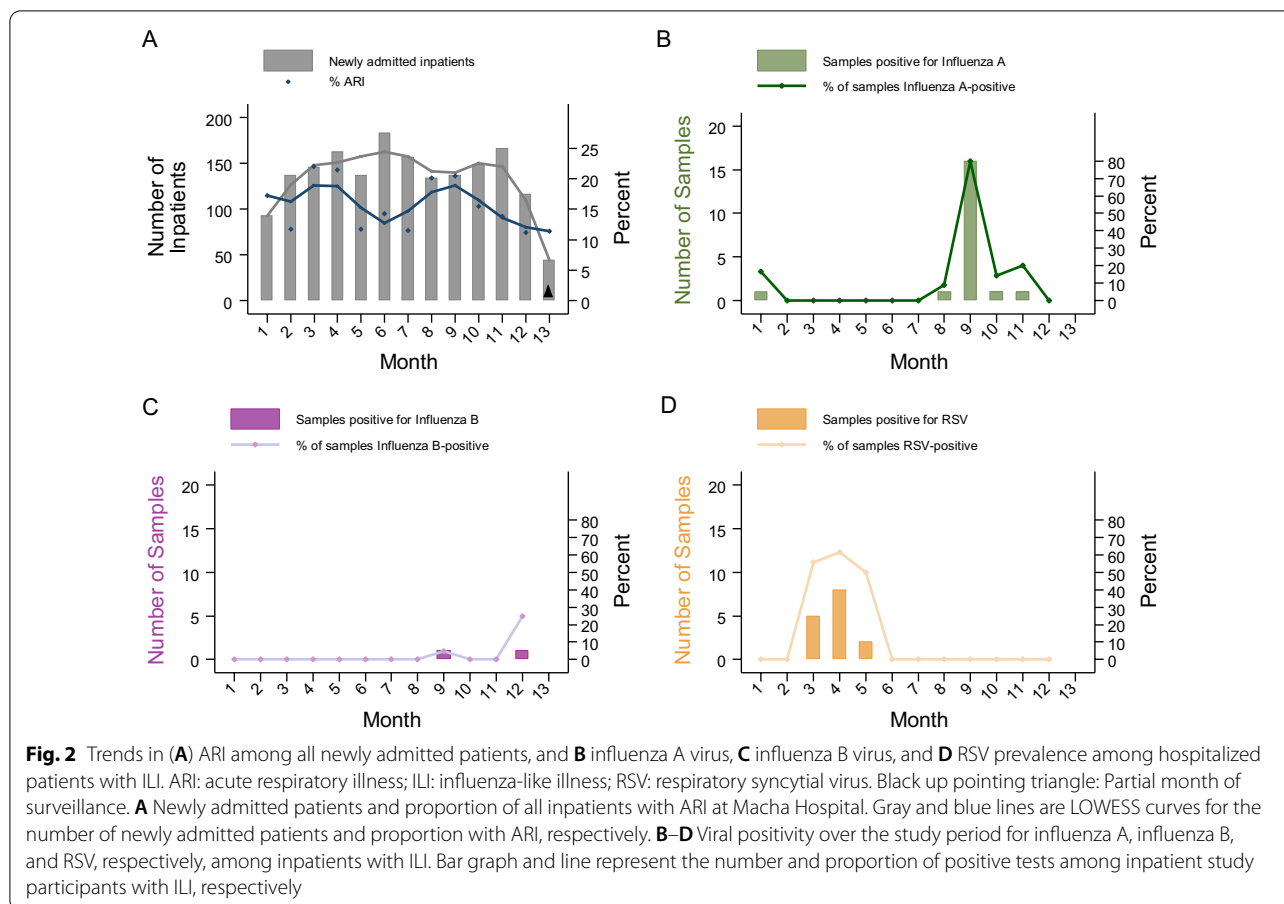 A
Newly admitted inpatients
% ARI
Number of
Inpatients
200
150
100
50
0
25
20
15
10
5
0
Percent
1 2 3 4 5 6 7 8 9 10 11 12 13
Month
B
Samples positive for Influenza A
% of samples Influenza A-positive
Number of Samples
20
15
10
5
0
80
70
60
50
40
30
20
10
0
Percent
1 2 3 4 5 6 7 8 9 10 11 12 13
Month
C
Samples positive for Influenza B
% of samples Influenza B-positive
Number of Samples
20
15
10
5
0
80
70
60
50
40
30
20
10
0
Percent
1 2 3 4 5 6 7 8 9 10 11 12 13
Month
D
Samples positive for RSV
% of samples RSV-positive
Number of Samples
20
15
10
5
0
80
70
60
50
40
30
20
10
0
Percent
1 2 3 4 5 6 7 8 9 10 11 12 13
Month
Fig. 2 Trends in (A) ARI among all newly admitted patients, and B influenza A virus, C influenza B virus, and D RSV prevalence among hospitalized
patients with ILI. ARI: acute respiratory illness; ILI: influenza-like illness; RSV: respiratory syncytial virus. Black up pointing triangle: Partial month of
surveillance. A Newly admitted patients and proportion of all inpatients with ARI at Macha Hospital. Gray and blue lines are LOWESS curves for the
number of newly admitted patients and proportion with ARI, respectively. B–D Viral positivity over the study period for influenza A, influenza B,
and RSV, respectively, among inpatients with ILI. Bar graph and line represent the number and proportion of positive tests among inpatient study
participants with ILI, respectively